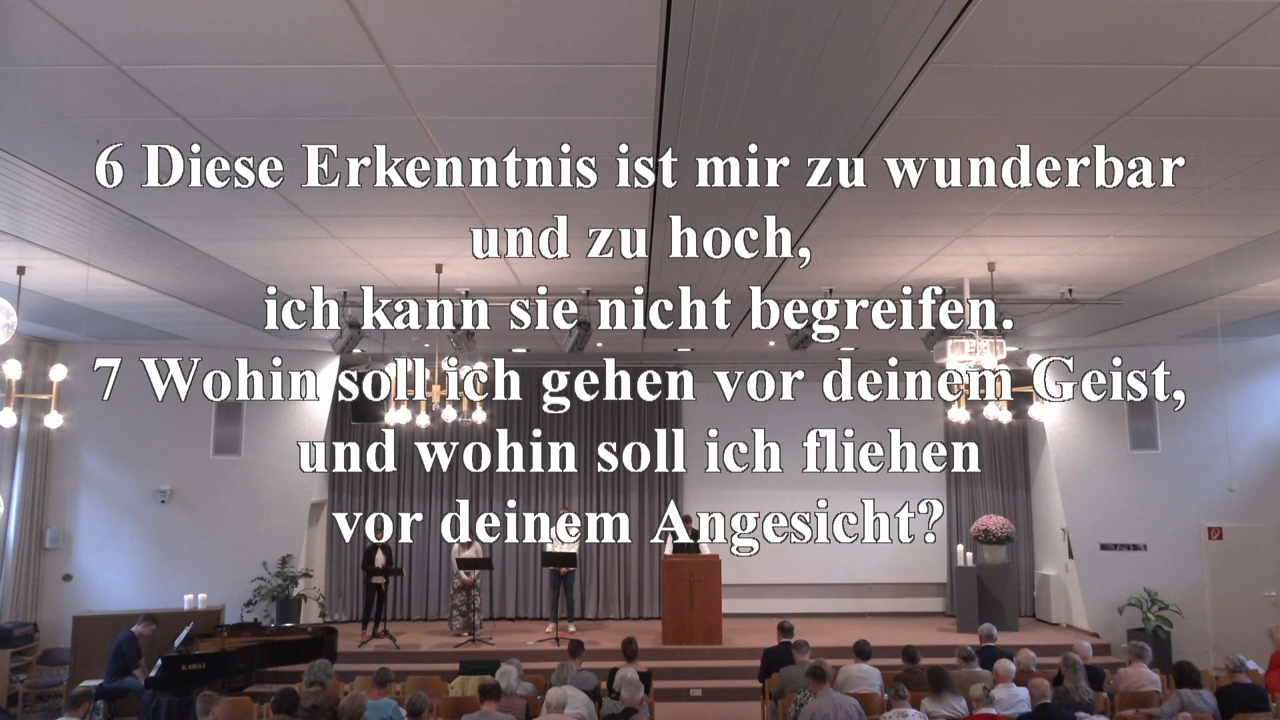 6 Diese Erkenntnis ist mir zu wunderbar
und zu hoch,
ich kann sie nicht begreifen.
7 Wohin soll ich gehen vor deinem Geist,
und wohin soll ich fliehen
vor deinem Angesicht?
KAWAI